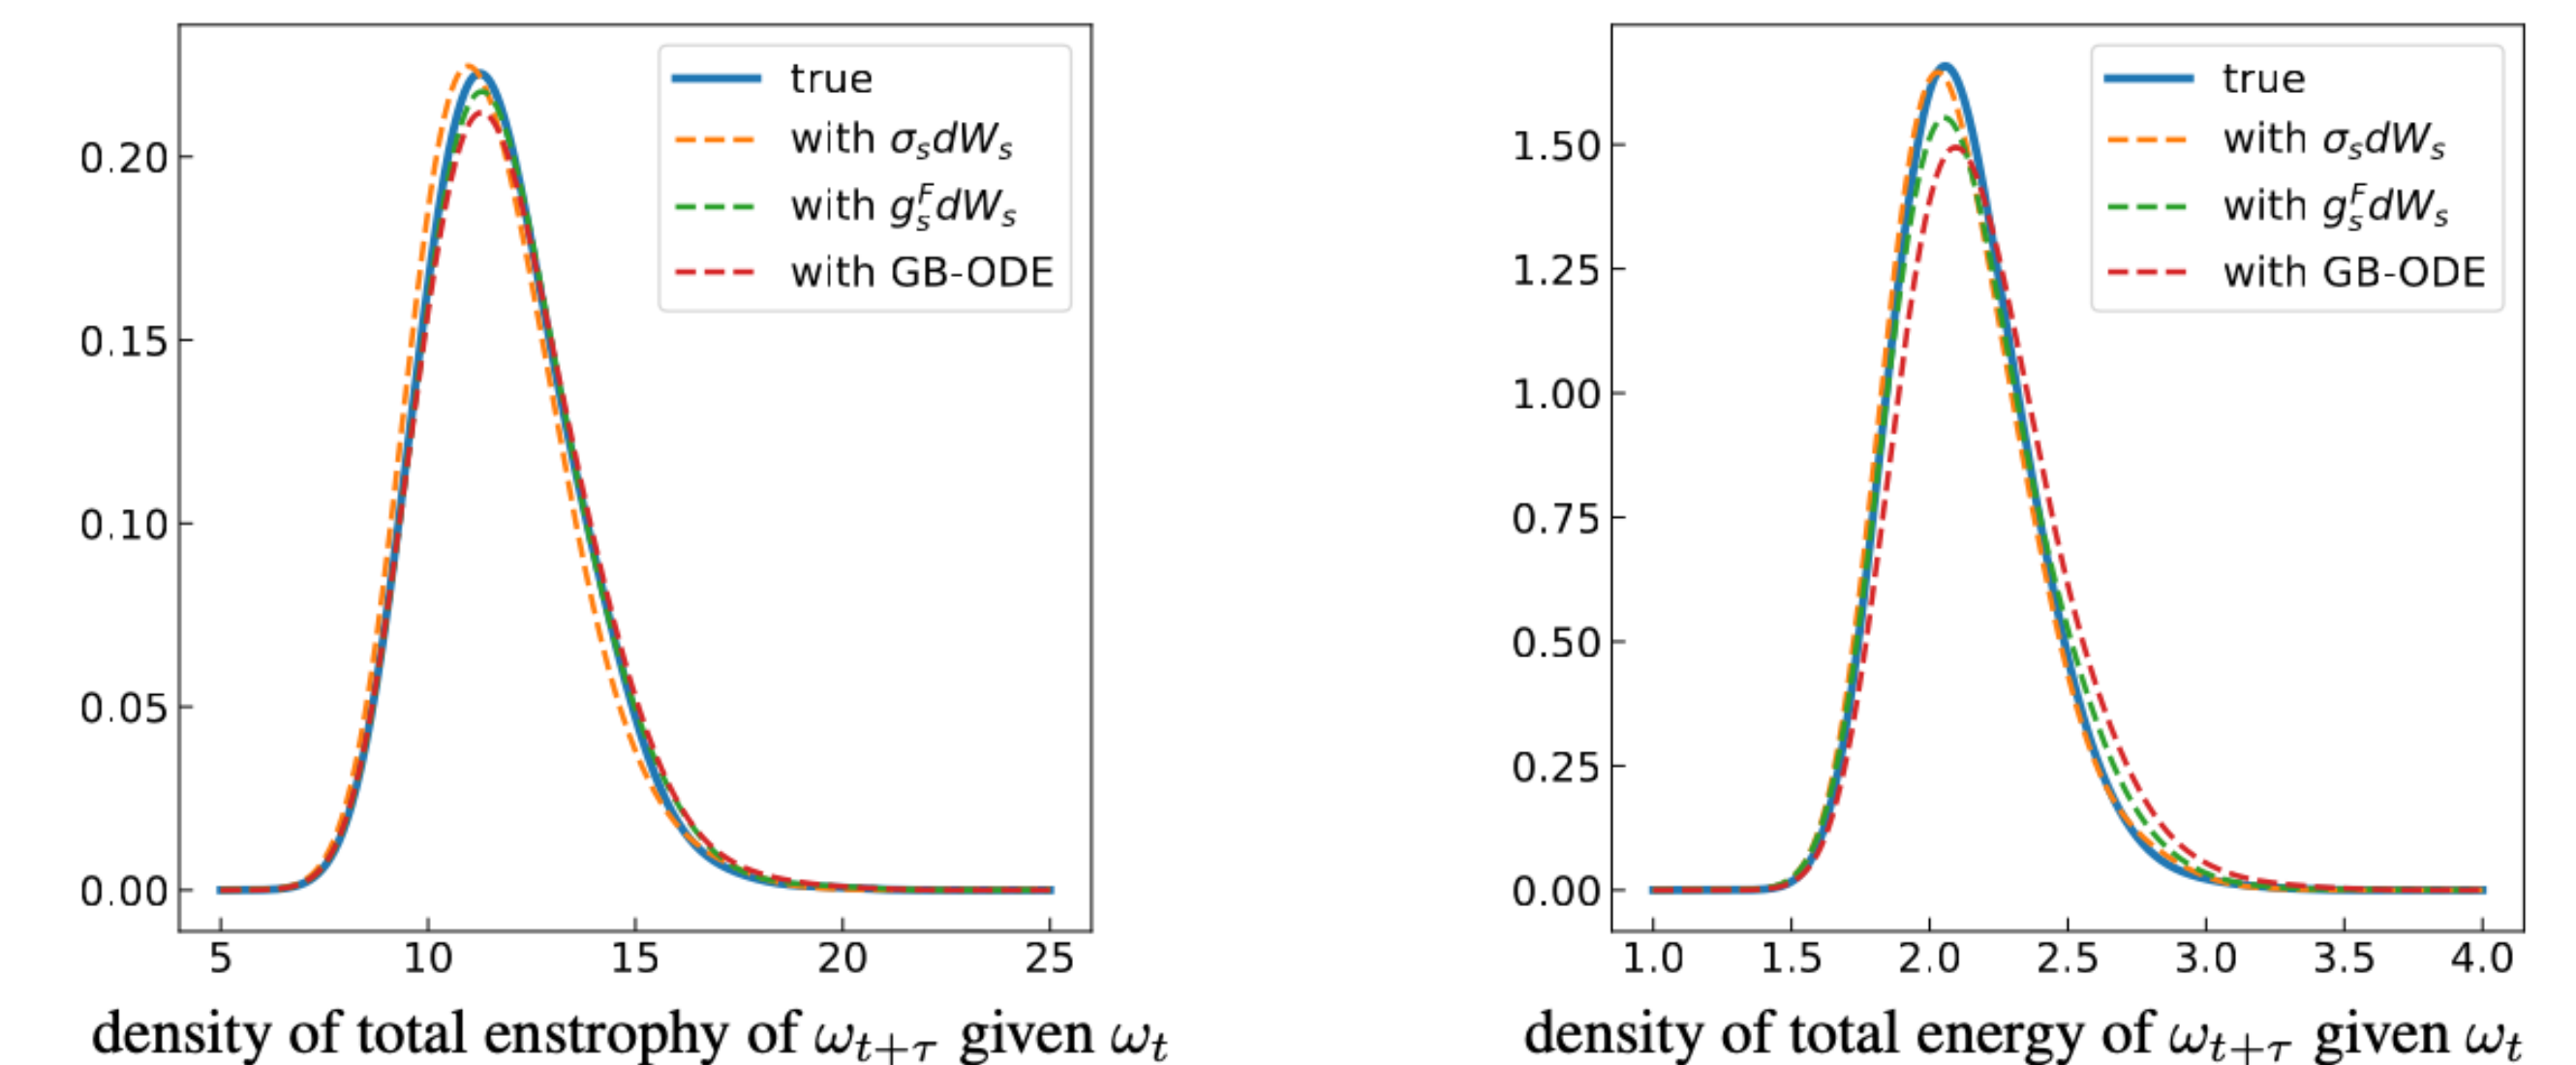 true
with σ_s dW_s
with g_s^F dW_s
with GB-ODE
0.20
0.15
0.10
0.05
0.00
5 10 15 20 25
density of total enstrophy of ω_{t+τ} given ω_t
true
with σ_s dW_s
with g_s^F dW_s
with GB-ODE
1.50
1.25
1.00
0.75
0.50
0.25
0.00
1.0 1.5 2.0 2.5 3.0 3.5 4.0
density of total energy of ω_{t+τ} given ω_t